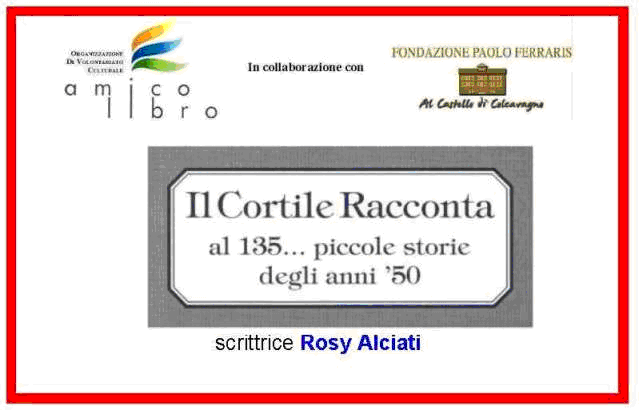 Organizzazione
Di Volontariato
Culturale
amico
libro
In collaborazione con
FONDAZIONE PAOLO FERRARIS
Al Castello di Colcavagno
Il Cortile Racconta
al 135... piccole storie
degli anni '50
scrittrice Rosy Alciati